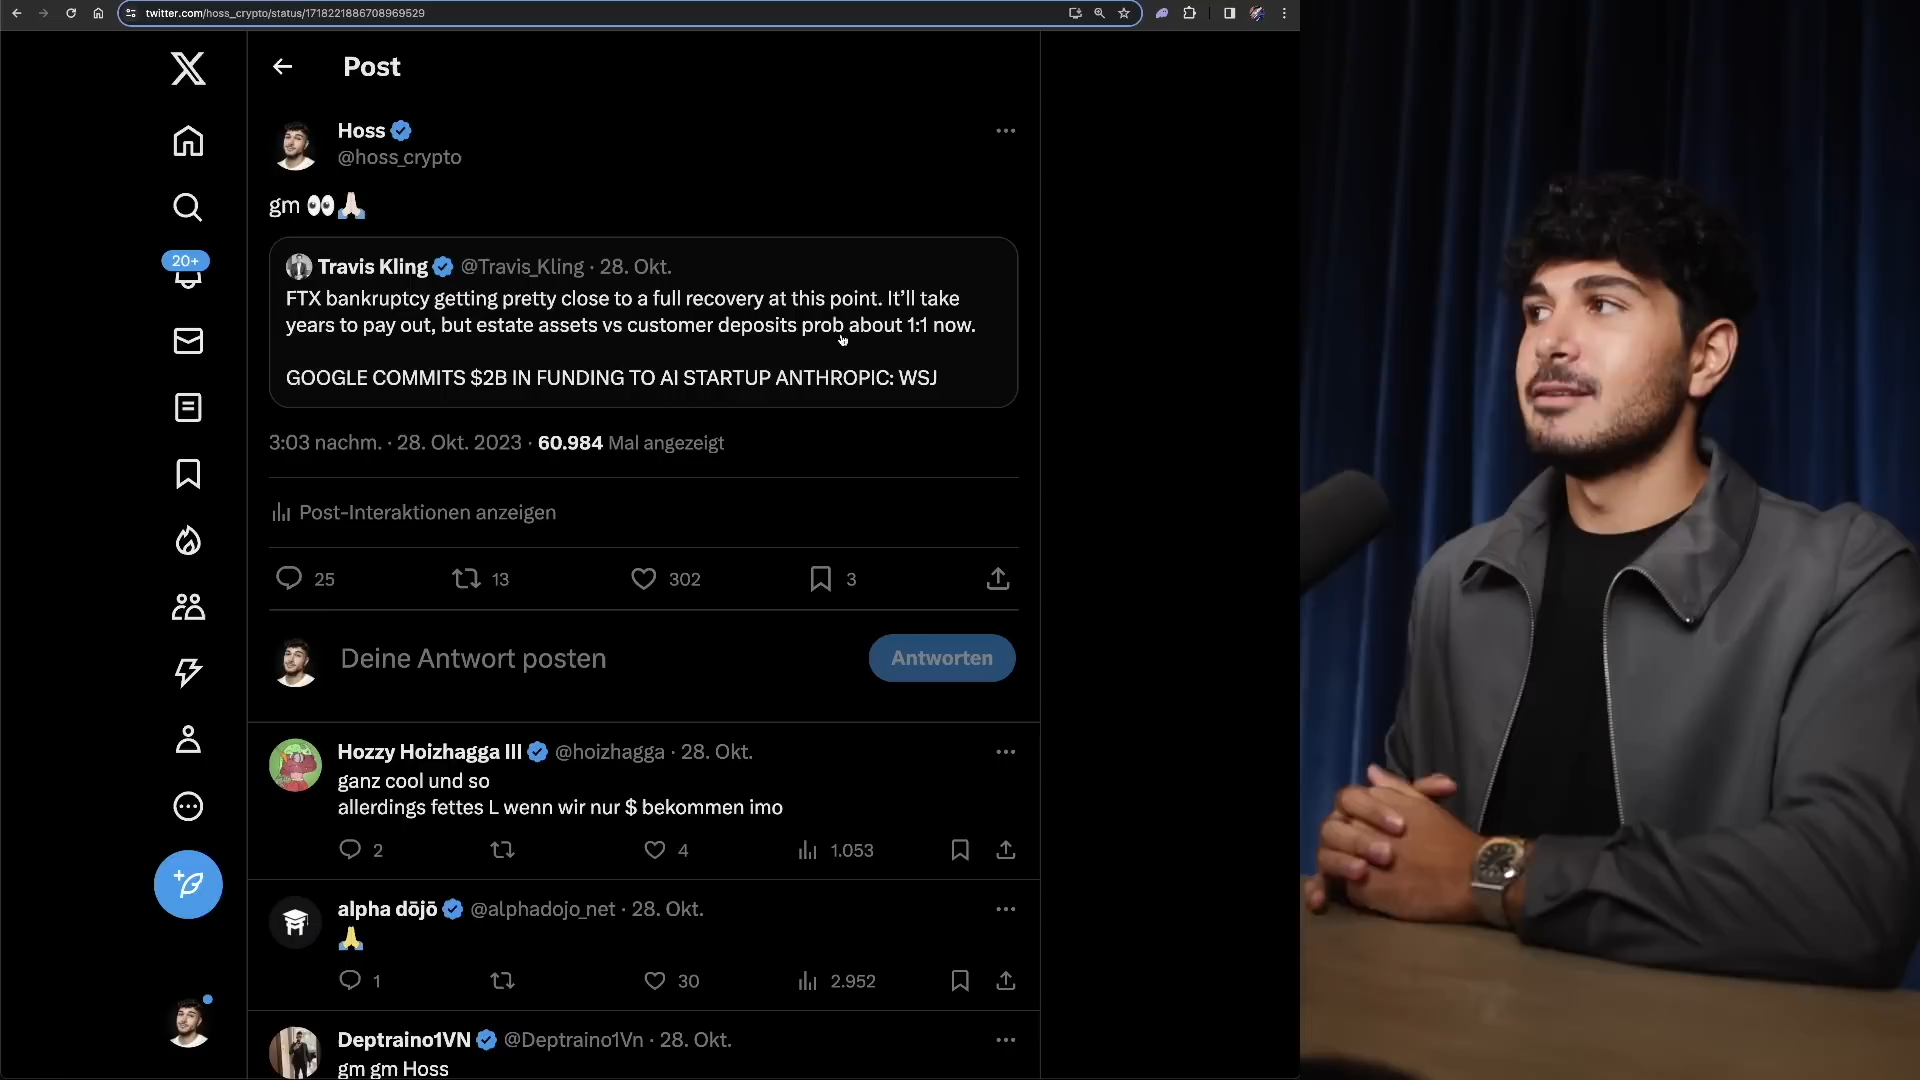 twitter.com/hoss_crypto/status/1718221886708969529
Post
Hoss
@hoss_crypto
gm 👀🙏🏻
Travis Kling @Travis_Kling · 28. Okt.
FTX bankruptcy getting pretty close to a full recovery at this point. It’ll take
years to pay out, but estate assets vs customer deposits prob about 1:1 now.
GOOGLE COMMITS $2B IN FUNDING TO AI STARTUP ANTHROPIC: WSJ
3:03 nachm. · 28. Okt. 2023 · 60.984 Mal angezeigt
Post-Interaktionen anzeigen
25 13 302 3
Deine Antwort posten
Antworten
20+
Hozzy Hoizhagga III @hoizhagga · 28. Okt.
ganz cool und so
allerdings fettes L wenn wir nur $ bekommen imo
2 4 1.053
alpha dōjō @alphadojo_net · 28. Okt.
🙏
1 30 2.952
Deptraino1VN @Deptraino1Vn · 28. Okt.
gm gm Hoss